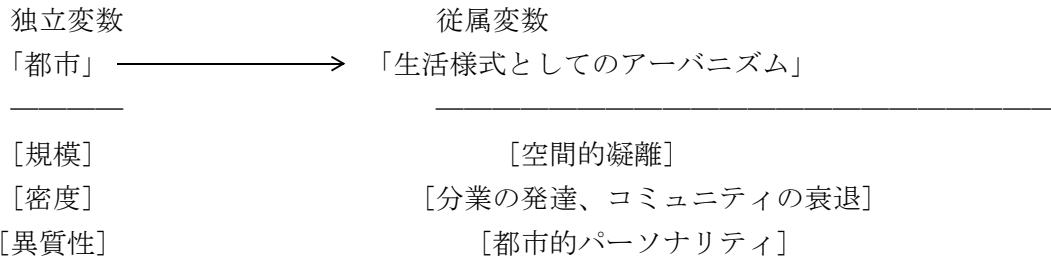 独立変数 従属変数
「都市」 「生活様式としてのアーバニズム」
[規模] [空間的凝離]
[密度] [分業の発達、コミュニティの衰退]
[異質性] [都市的パーソナリティ]